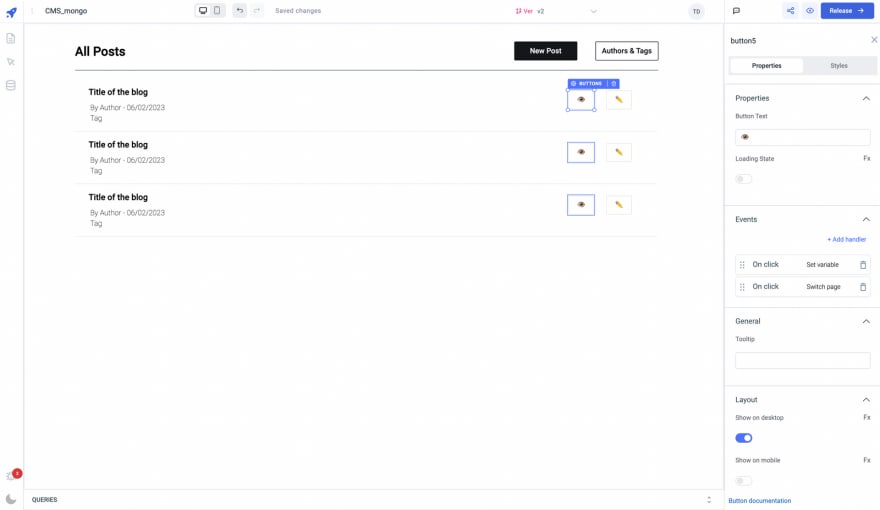 CMS_mongo
Saved changes
Ver v2
TD
Release
All Posts
New Post
Authors & Tags
BUTTON5
Title of the blog
By Author - 06/02/2023
Tag
Title of the blog
By Author - 06/02/2023
Tag
Title of the blog
By Author - 06/02/2023
Tag
button5
Properties Styles
Properties
Button Text
Loading State Fx
Events
+ Add handler
On click Set variable
On click Switch page
General
Tooltip
Layout
Show on desktop Fx
Show on mobile Fx
Button documentation
QUERIES